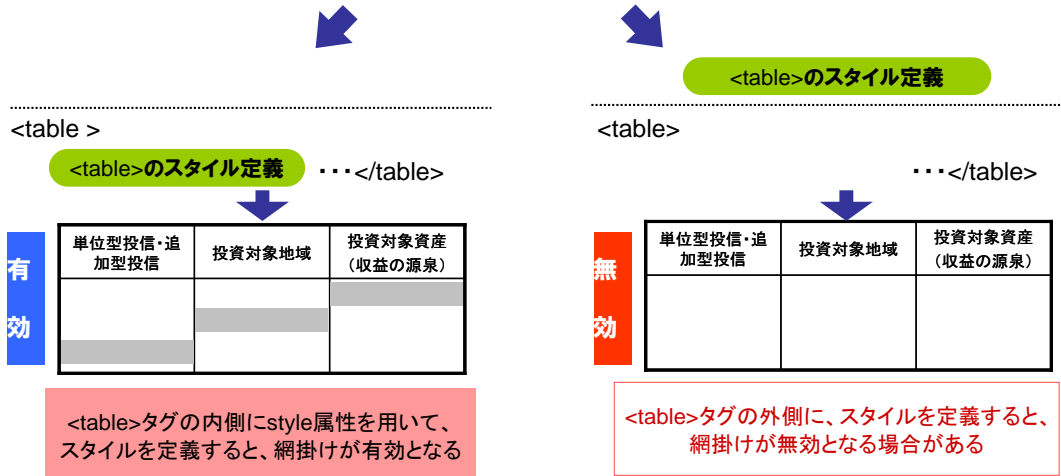 <table >
<table>のスタイル定義
・・・</table>
有効
単位型投信・追
加型投信
投資対象地域
投資対象資産
（収益の源泉）
<table>タグの内側にstyle属性を用いて、
スタイルを定義すると、網掛けが有効となる
<table>のスタイル定義
<table>
・・・</table>
無効
単位型投信・追
加型投信
投資対象地域
投資対象資産
（収益の源泉）
<table>タグの外側に、スタイルを定義すると、
網掛けが無効となる場合がある